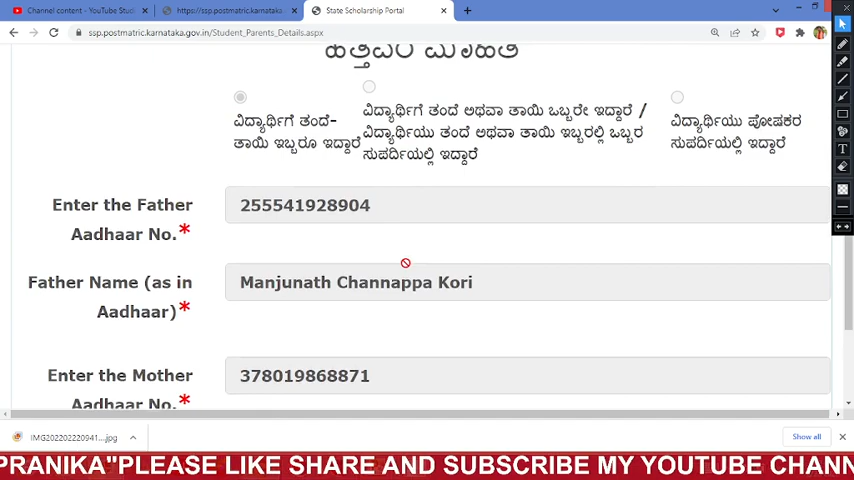 Channel content - YouTube Stud
https://ssp.postmatric.karnataka
State Scholarship Portal
ssp.postmatric.karnataka.gov.in/Student_Parents_Details.aspx
ವಿದ್ಯಾರ್ಥಿಗೆ ತಂದೆ-
ತಾಯಿ ಇಬ್ಬರೂ ಇದ್ದಾರೆ
ವಿದ್ಯಾರ್ಥಿಗೆ ತಂದೆ ಅಥವಾ ತಾಯಿ ಒಬ್ಬರೇ ಇದ್ದಾರೆ /
ವಿದ್ಯಾರ್ಥಿಯು ತಂದೆ ಅಥವಾ ತಾಯಿ ಇಬ್ಬರಲ್ಲಿ ಒಬ್ಬರ
ಸುಪರ್ದಿಯಲ್ಲಿ ಇದ್ದಾರೆ
ವಿದ್ಯಾರ್ಥಿಯು ಪೋಷಕರ
ಸುಪರ್ದಿಯಲ್ಲಿ ಇದ್ದಾರೆ
Enter the Father 255541928904
Aadhaar No.*
Father Name (as in Manjunath Channappa Kori
Aadhaar)*
Enter the Mother 378019868871
Aadhaar No.*
IMG202202220941....jpg
Show all
PRANIKA"PLEASE LIKE SHARE AND SUBSCRIBE MY YOUTUBE CHANN